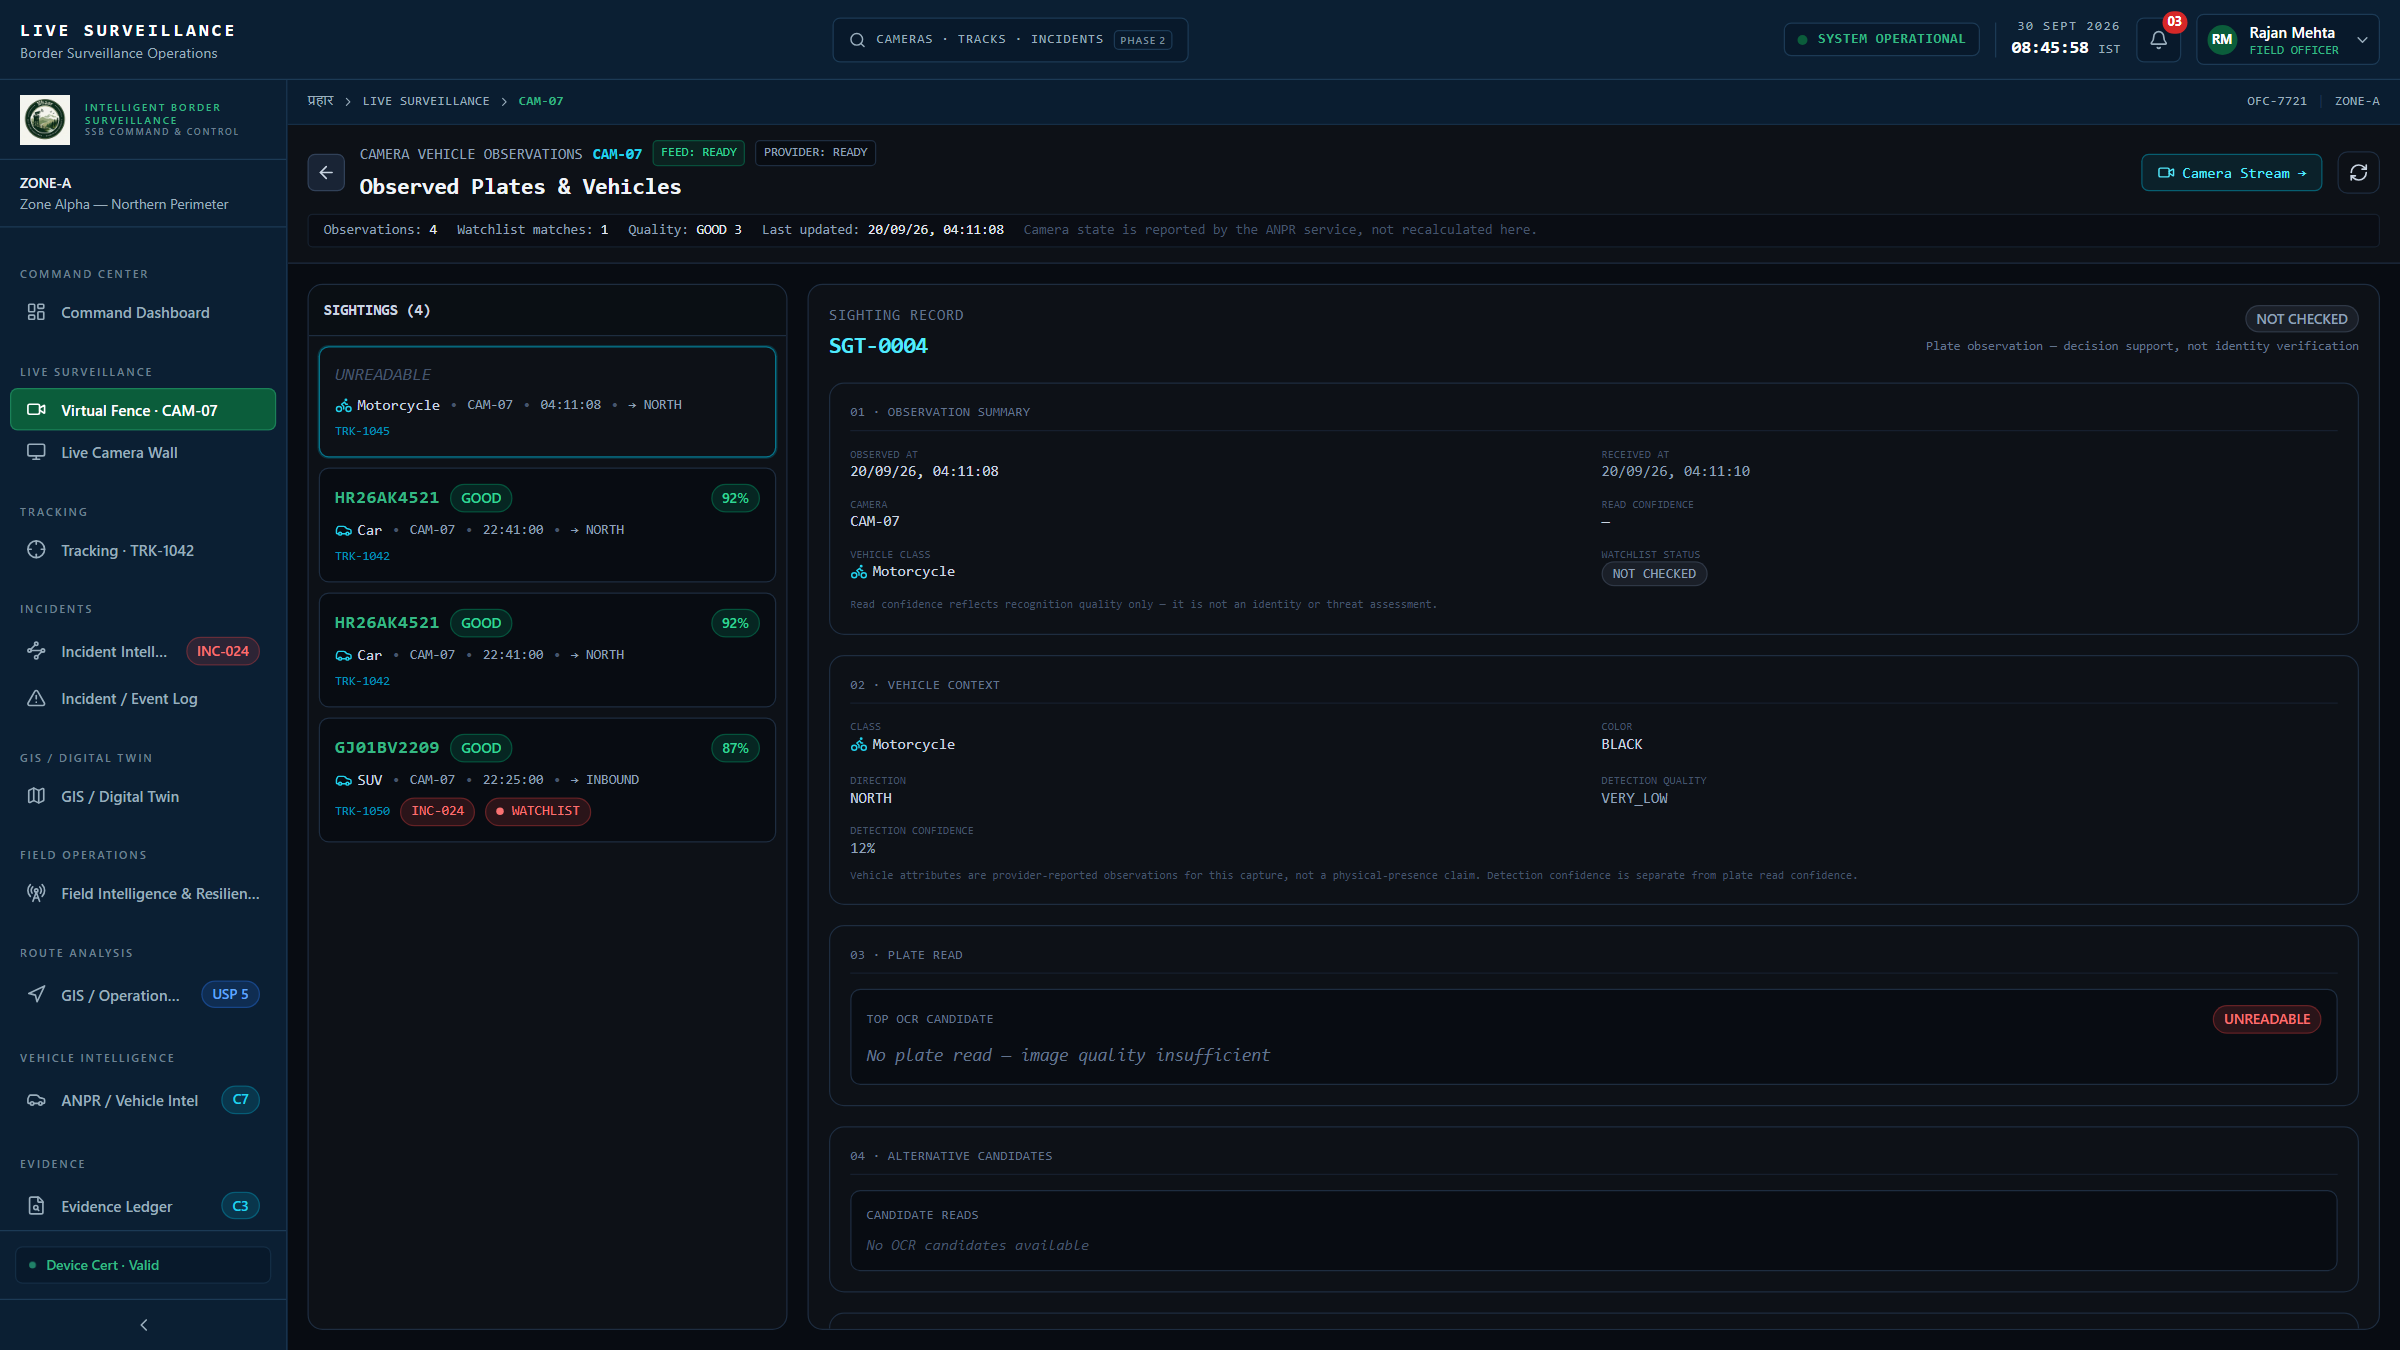 LIVE SURVEILLANCE
Border Surveillance Operations
CAMERAS · TRACKS · INCIDENTS PHASE 2
SYSTEM OPERATIONAL
30 SEPT 2026
08:45:58 IST
03
RM
Rajan Mehta
FIELD OFFICER
INTELLIGENT BORDER
SURVEILLANCE
SSB COMMAND & CONTROL
ZONE-A
Zone Alpha — Northern Perimeter
COMMAND CENTER
Command Dashboard
LIVE SURVEILLANCE
Virtual Fence · CAM-07
Live Camera Wall
TRACKING
Tracking · TRK-1042
INCIDENTS
Incident Intell... INC-024
Incident / Event Log
GIS / DIGITAL TWIN
GIS / Digital Twin
FIELD OPERATIONS
Field Intelligence & Resilien...
ROUTE ANALYSIS
GIS / Operation... USP 5
VEHICLE INTELLIGENCE
ANPR / Vehicle Intel C7
EVIDENCE
Evidence Ledger C3
Device Cert · Valid
प्रहार > LIVE SURVEILLANCE > CAM-07
OFC-7721 ZONE-A
CAMERA VEHICLE OBSERVATIONS CAM-07 FEED: READY PROVIDER: READY
Observed Plates & Vehicles
Camera Stream →
Observations: 4 Watchlist matches: 1 Quality: GOOD 3 Last updated: 20/09/26, 04:11:08 Camera state is reported by the ANPR service, not recalculated here.
SIGHTINGS (4)
UNREADABLE
Motorcycle • CAM-07 • 04:11:08 • → NORTH
TRK-1045
HR26AK4521 GOOD 92%
Car • CAM-07 • 22:41:00 • → NORTH
TRK-1042
HR26AK4521 GOOD 92%
Car • CAM-07 • 22:41:00 • → NORTH
TRK-1042
GJ01BV2209 GOOD 87%
SUV • CAM-07 • 22:25:00 • → INBOUND
TRK-1050 INC-024 WATCHLIST
SIGHTING RECORD
SGT-0004
NOT CHECKED
Plate observation — decision support, not identity verification
01 · OBSERVATION SUMMARY
OBSERVED AT
20/09/26, 04:11:08
RECEIVED AT
20/09/26, 04:11:10
CAMERA
CAM-07
READ CONFIDENCE
—
VEHICLE CLASS
Motorcycle
WATCHLIST STATUS
NOT CHECKED
Read confidence reflects recognition quality only — it is not an identity or threat assessment.
02 · VEHICLE CONTEXT
CLASS
Motorcycle
COLOR
BLACK
DIRECTION
NORTH
DETECTION QUALITY
VERY_LOW
DETECTION CONFIDENCE
12%
Vehicle attributes are provider-reported observations for this capture, not a physical-presence claim. Detection confidence is separate from plate read confidence.
03 · PLATE READ
TOP OCR CANDIDATE
UNREADABLE
No plate read — image quality insufficient
04 · ALTERNATIVE CANDIDATES
CANDIDATE READS
No OCR candidates available